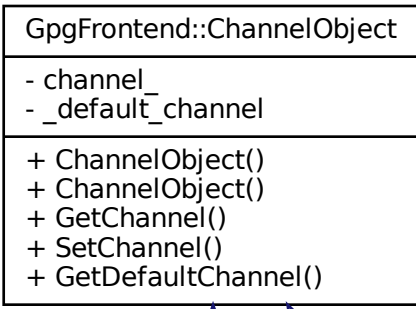 GpgFrontend::ChannelObject
- channel_
- _default_channel
+ ChannelObject()
+ ChannelObject()
+ GetChannel()
+ SetChannel()
+ GetDefaultChannel()